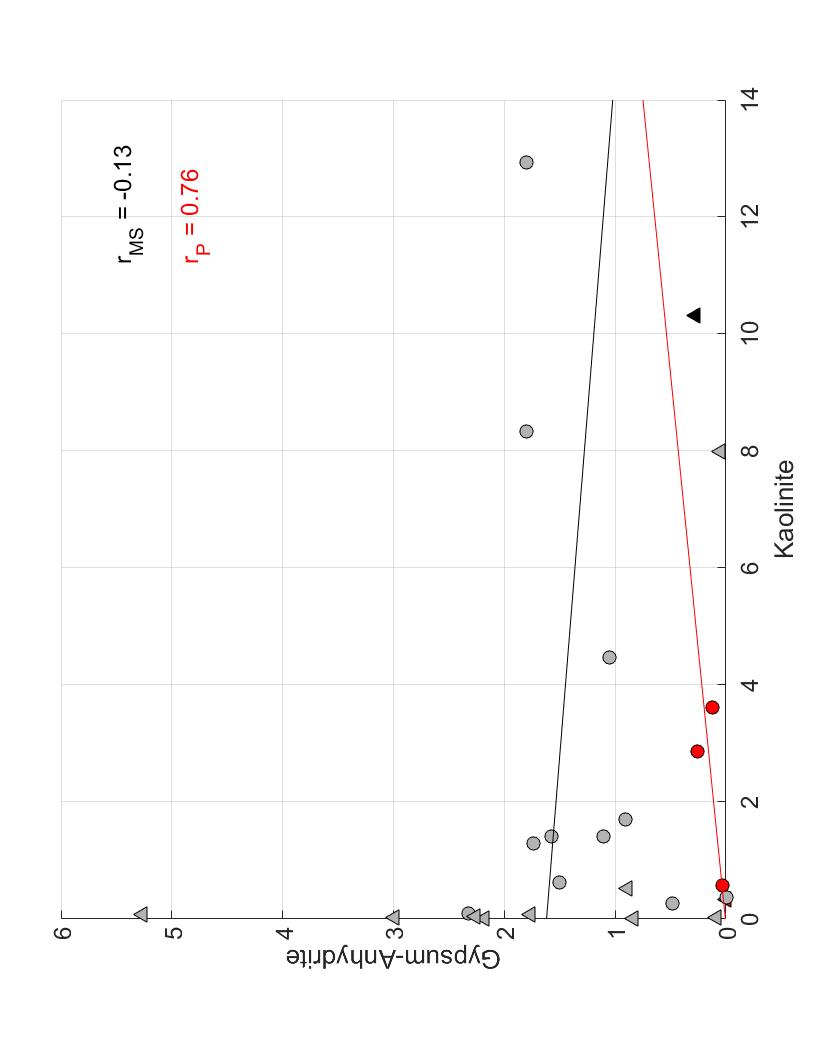 6
5
4
3
2
1
0
0 2 4 6 8 10 12 14
Gypsum-Anhydrite
Kaolinite
r_MS = -0.13
r_P = 0.76